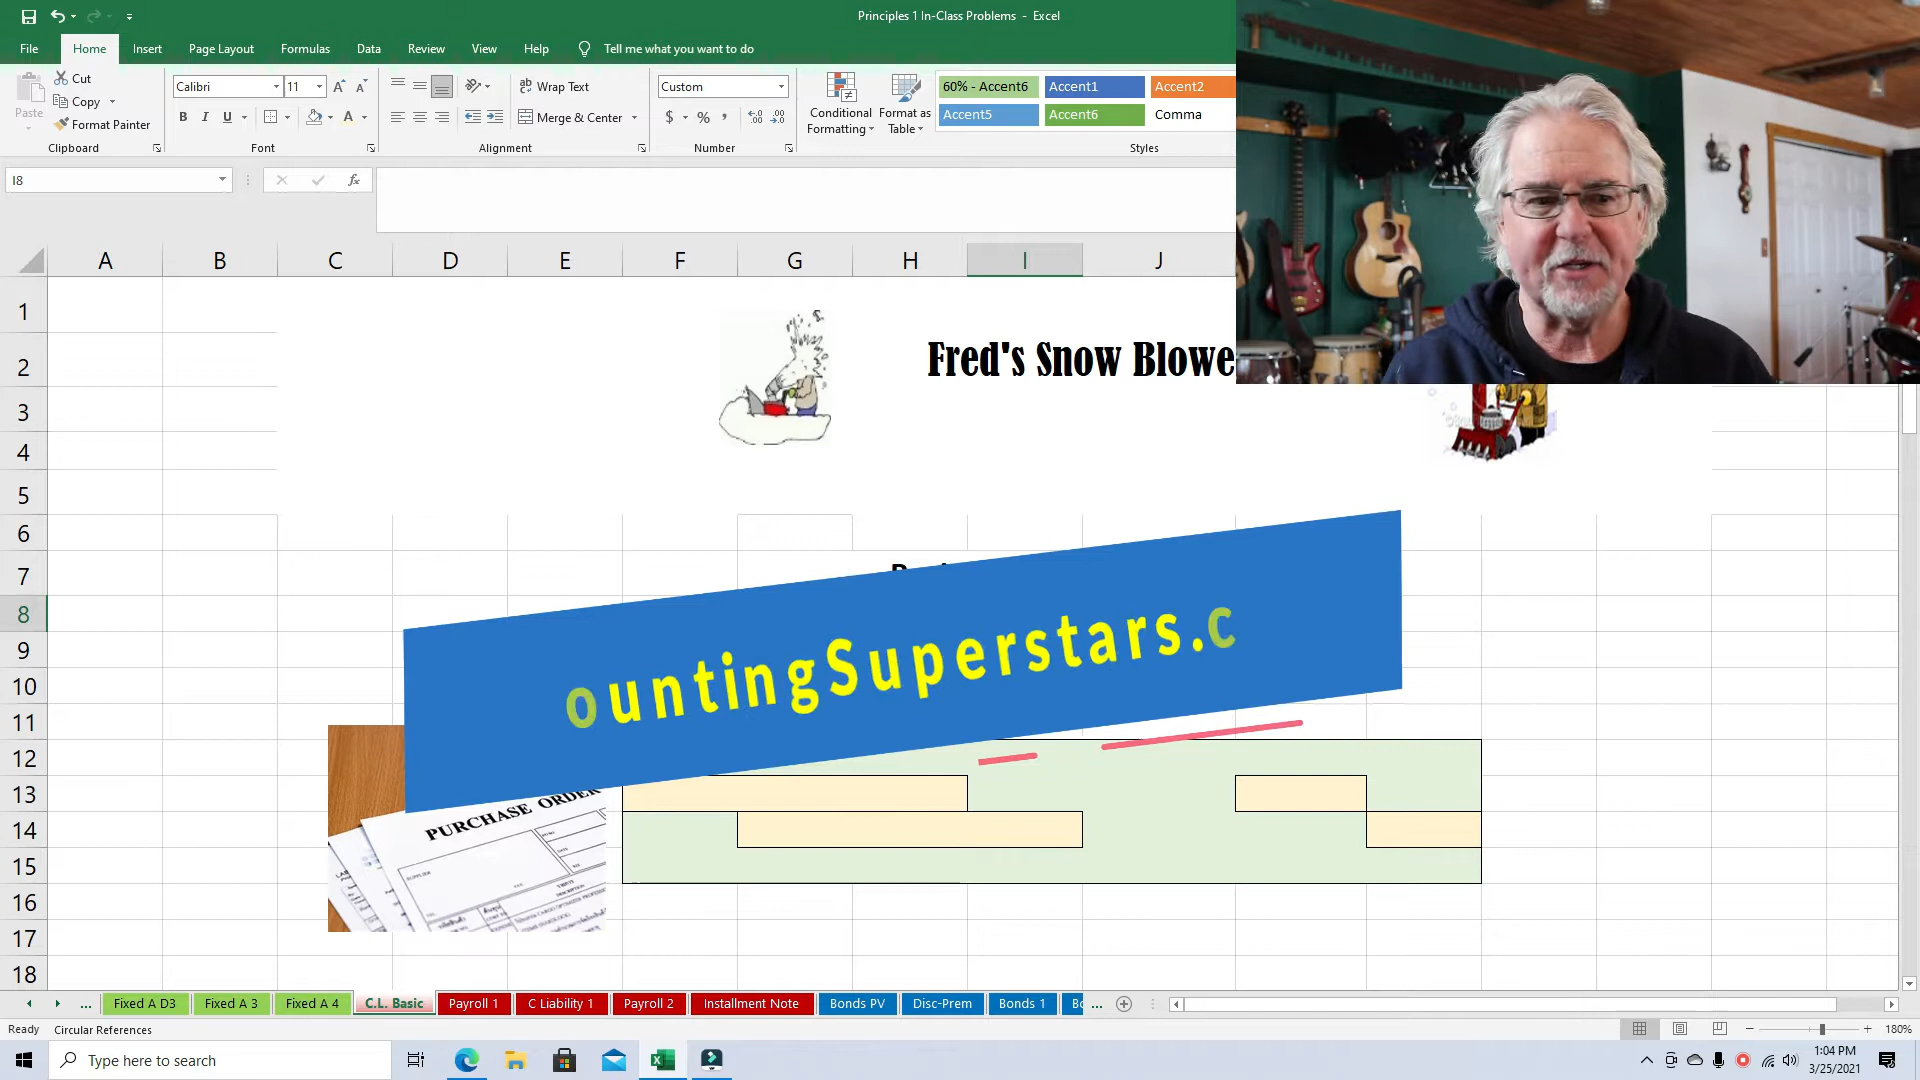 Principles 1 In-Class Problems - Excel
File Home Insert Page Layout Formulas Data Review View Help Tell me what you want to do
Paste
Cut
Copy
Format Painter
Clipboard
Calibri 11
B I U
Font
Wrap Text
Merge & Center
Alignment
Custom
$ % ,
Number
Conditional Formatting
Format as Table
60% - Accent6 Accent1 Accent2
Accent5 Accent6 Comma
Styles
I8
fx
A B C D E F G H I J
1
2
3
4
5
6
7
8
9
10
11
12
13
14
15
16
17
18
Fred's Snow Blowe
ountingSuperstars.c
PURCHASE ORDER
... Fixed A D3 Fixed A 3 Fixed A 4 C.L. Basic Payroll 1 C Liability 1 Payroll 2 Installment Note Bonds PV Disc-Prem Bonds 1 Bo ...
Ready Circular References
180%
Type here to search
1:04 PM
3/25/2021